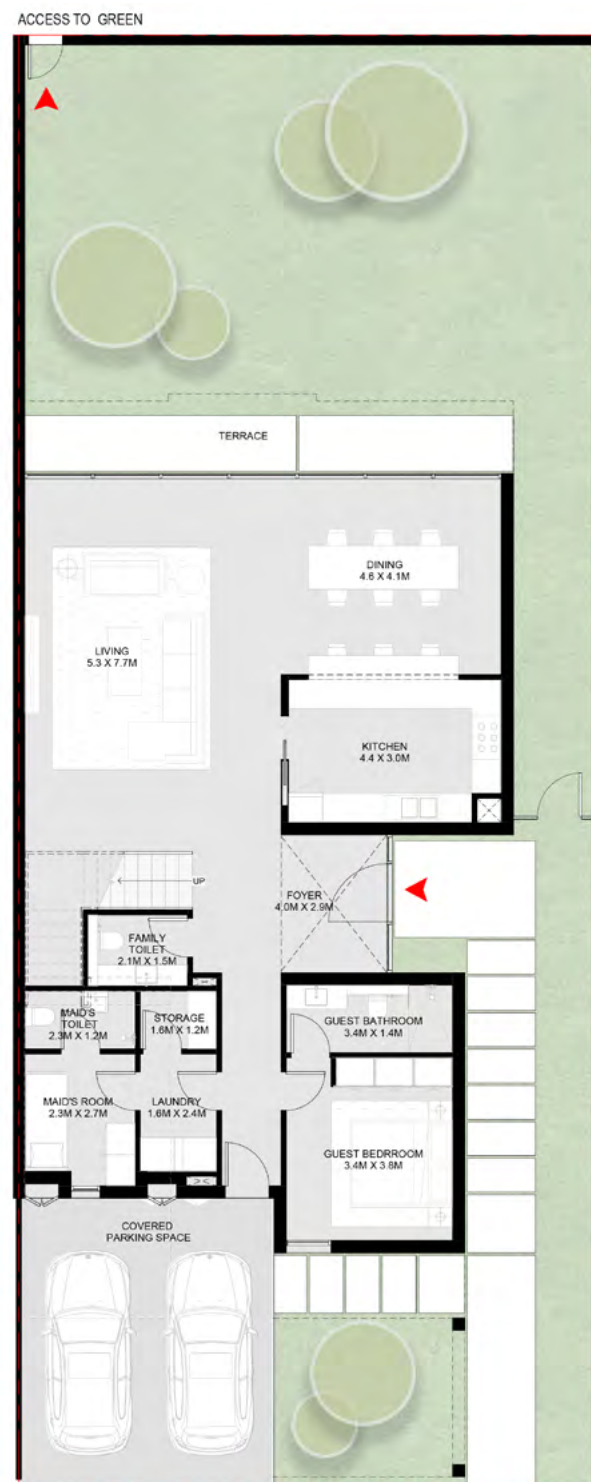 ACCESS TO GREEN
TERRACE
DINING
4.6 X 4.1M
LIVING
5.3 X 7.7M
KITCHEN
4.4 X 3.0M
UP
FOYER
4.0M X 2.9M
FAMILY
TOILET
2.1M X 1.5M
MAID'S
TOILET
2.3M X 1.2M
STORAGE
1.6M X 1.2M
GUEST BATHROOM
3.4M X 1.4M
MAID'S ROOM
2.3M X 2.7M
LAUNDRY
1.6M X 2.4M
GUEST BEDRROOM
3.4M X 3.8M
COVERED
PARKING SPACE